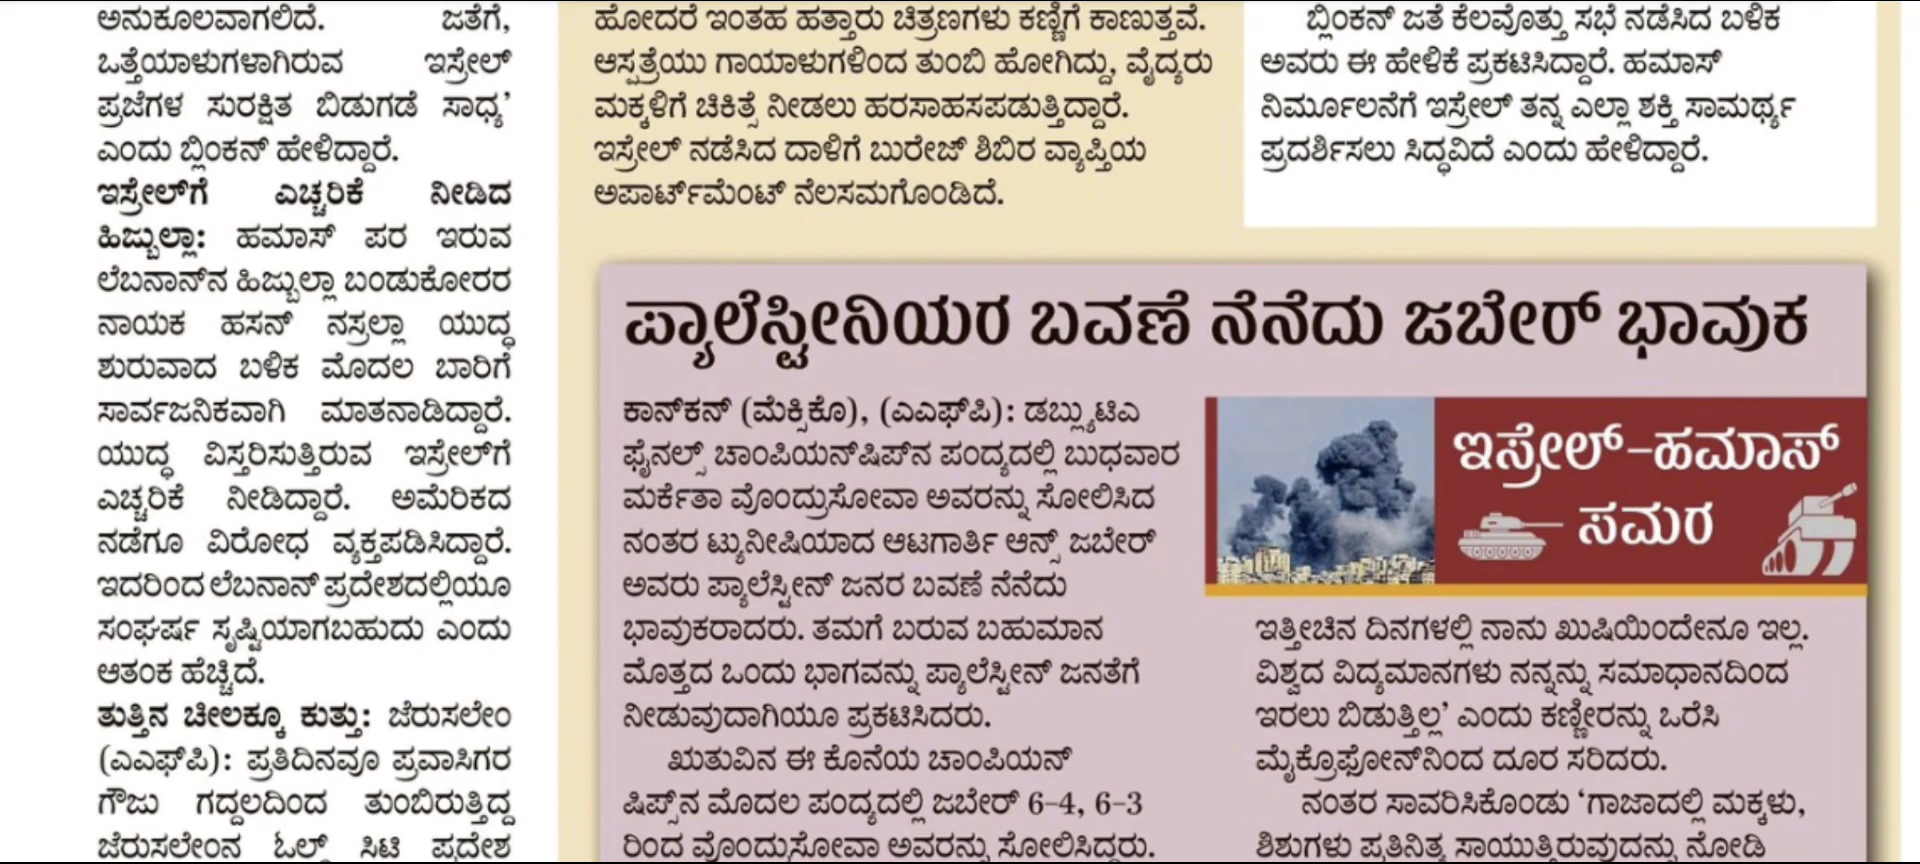 ಅನುಕೂಲವಾಗಲಿದೆ. ಜತೆಗೆ,
ಒತ್ತೆಯಾಳುಗಳಾಗಿರುವ ಇಸ್ರೇಲ್
ಪ್ರಜೆಗಳ ಸುರಕ್ಷಿತ ಬಿಡುಗಡೆ ಸಾಧ್ಯ'
ಎಂದು ಬ್ಲಿಂಕನ್ ಹೇಳಿದ್ದಾರೆ.
ಇಸ್ರೇಲ್‌ಗೆ ಎಚ್ಚರಿಕೆ ನೀಡಿದ
ಹಿಜ್ಬುಲ್ಲಾ: ಹಮಾಸ್ ಪರ ಇರುವ
ಲೆಬನಾನ್‌ನ ಹಿಜ್ಬುಲ್ಲಾ ಬಂಡುಕೋರರ
ನಾಯಕ ಹಸನ್ ನಸ್ರಲ್ಲಾ ಯುದ್ಧ
ಶುರುವಾದ ಬಳಿಕ ಮೊದಲ ಬಾರಿಗೆ
ಸಾರ್ವಜನಿಕವಾಗಿ ಮಾತನಾಡಿದ್ದಾರೆ.
ಯುದ್ಧ ವಿಸ್ತರಿಸುತ್ತಿರುವ ಇಸ್ರೇಲ್‌ಗೆ
ಎಚ್ಚರಿಕೆ ನೀಡಿದ್ದಾರೆ. ಅಮೆರಿಕದ
ನಡೆಗೂ ವಿರೋಧ ವ್ಯಕ್ತಪಡಿಸಿದ್ದಾರೆ.
ಇದರಿಂದ ಲೆಬನಾನ್ ಪ್ರದೇಶದಲ್ಲಿಯೂ
ಸಂಘರ್ಷ ಸೃಷ್ಟಿಯಾಗಬಹುದು ಎಂದು
ಆತಂಕ ಹೆಚ್ಚಿದೆ.
ತುತ್ತಿನ ಚೀಲಕ್ಕೂ ಕುತ್ತು: ಜೆರುಸಲೇಂ
(ಎಎಫ್‌ಪಿ): ಪ್ರತಿದಿನವೂ ಪ್ರವಾಸಿಗರ
ಗೌಜು ಗದ್ದಲದಿಂದ ತುಂಬಿರುತ್ತಿದ್ದ
ಜೆರುಸಲೇಂನ ಓಲ್ಡ್ ಸಿಟಿ ಪ್ರದೇಶ
ಹೋದರೆ ಇಂತಹ ಹತ್ತಾರು ಚಿತ್ರಣಗಳು ಕಣ್ಣಿಗೆ ಕಾಣುತ್ತವೆ.
ಆಸ್ಪತ್ರೆಯು ಗಾಯಾಳುಗಳಿಂದ ತುಂಬಿ ಹೋಗಿದ್ದು, ವೈದ್ಯರು
ಮಕ್ಕಳಿಗೆ ಚಿಕಿತ್ಸೆ ನೀಡಲು ಹರಸಾಹಸಪಡುತ್ತಿದ್ದಾರೆ.
ಇಸ್ರೇಲ್ ನಡೆಸಿದ ದಾಳಿಗೆ ಬುರೇಜ್ ಶಿಬಿರ ವ್ಯಾಪ್ತಿಯ
ಅಪಾರ್ಟ್‌ಮೆಂಟ್ ನೆಲಸಮಗೊಂಡಿದೆ.
ಬ್ಲಿಂಕನ್ ಜತೆ ಕೆಲವೊತ್ತು ಸಭೆ ನಡೆಸಿದ ಬಳಿಕ
ಅವರು ಈ ಹೇಳಿಕೆ ಪ್ರಕಟಿಸಿದ್ದಾರೆ. ಹಮಾಸ್
ನಿರ್ಮೂಲನೆಗೆ ಇಸ್ರೇಲ್ ತನ್ನ ಎಲ್ಲಾ ಶಕ್ತಿ ಸಾಮರ್ಥ್ಯ
ಪ್ರದರ್ಶಿಸಲು ಸಿದ್ಧವಿದೆ ಎಂದು ಹೇಳಿದ್ದಾರೆ.
ಪ್ಯಾಲೆಸ್ಟೀನಿಯರ ಬವಣೆ ನೆನೆದು ಜಬೇರ್ ಭಾವುಕ
ಕಾನ್‌ಕನ್ (ಮೆಕ್ಸಿಕೊ), (ಎಎಫ್‌ಪಿ): ಡಬ್ಲ್ಯುಟಿಎ
ಫೈನಲ್ಸ್ ಚಾಂಪಿಯನ್‌ಷಿಪ್‌ನ ಪಂದ್ಯದಲ್ಲಿ ಬುಧವಾರ
ಮರ್ಕೆತಾ ವೊಂದ್ರುಸೋವಾ ಅವರನ್ನು ಸೋಲಿಸಿದ
ನಂತರ ಟ್ಯುನೀಷಿಯಾದ ಆಟಗಾರ್ತಿ ಆನ್ಸ್ ಜಬೇರ್
ಅವರು ಪ್ಯಾಲೆಸ್ಟೀನ್ ಜನರ ಬವಣೆ ನೆನೆದು
ಭಾವುಕರಾದರು. ತಮಗೆ ಬರುವ ಬಹುಮಾನ
ಮೊತ್ತದ ಒಂದು ಭಾಗವನ್ನು ಪ್ಯಾಲೆಸ್ಟೀನ್ ಜನತೆಗೆ
ನೀಡುವುದಾಗಿಯೂ ಪ್ರಕಟಿಸಿದರು.
ಋತುವಿನ ಈ ಕೊನೆಯ ಚಾಂಪಿಯನ್
ಷಿಪ್ಸ್‌ನ ಮೊದಲ ಪಂದ್ಯದಲ್ಲಿ ಜಬೇರ್ 6-4, 6-3
ರಿಂದ ವೊಂದ್ರುಸೋವಾ ಅವರನ್ನು ಸೋಲಿಸಿದ್ದರು.
ಇಸ್ರೇಲ್-ಹಮಾಸ್
ಸಮರ
ಇತ್ತೀಚಿನ ದಿನಗಳಲ್ಲಿ ನಾನು ಖುಷಿಯಿಂದೇನೂ ಇಲ್ಲ.
ವಿಶ್ವದ ವಿದ್ಯಮಾನಗಳು ನನ್ನನ್ನು ಸಮಾಧಾನದಿಂದ
ಇರಲು ಬಿಡುತ್ತಿಲ್ಲ' ಎಂದು ಕಣ್ಣೀರನ್ನು ಒರೆಸಿ
ಮೈಕ್ರೊಫೋನ್‌ನಿಂದ ದೂರ ಸರಿದರು.
ನಂತರ ಸಾವರಿಸಿಕೊಂಡು 'ಗಾಜಾದಲ್ಲಿ ಮಕ್ಕಳು,
ಶಿಶುಗಳು ಪ್ರತಿನಿತ್ಯ ಸಾಯುತ್ತಿರುವುದನ್ನು ನೋಡಿ